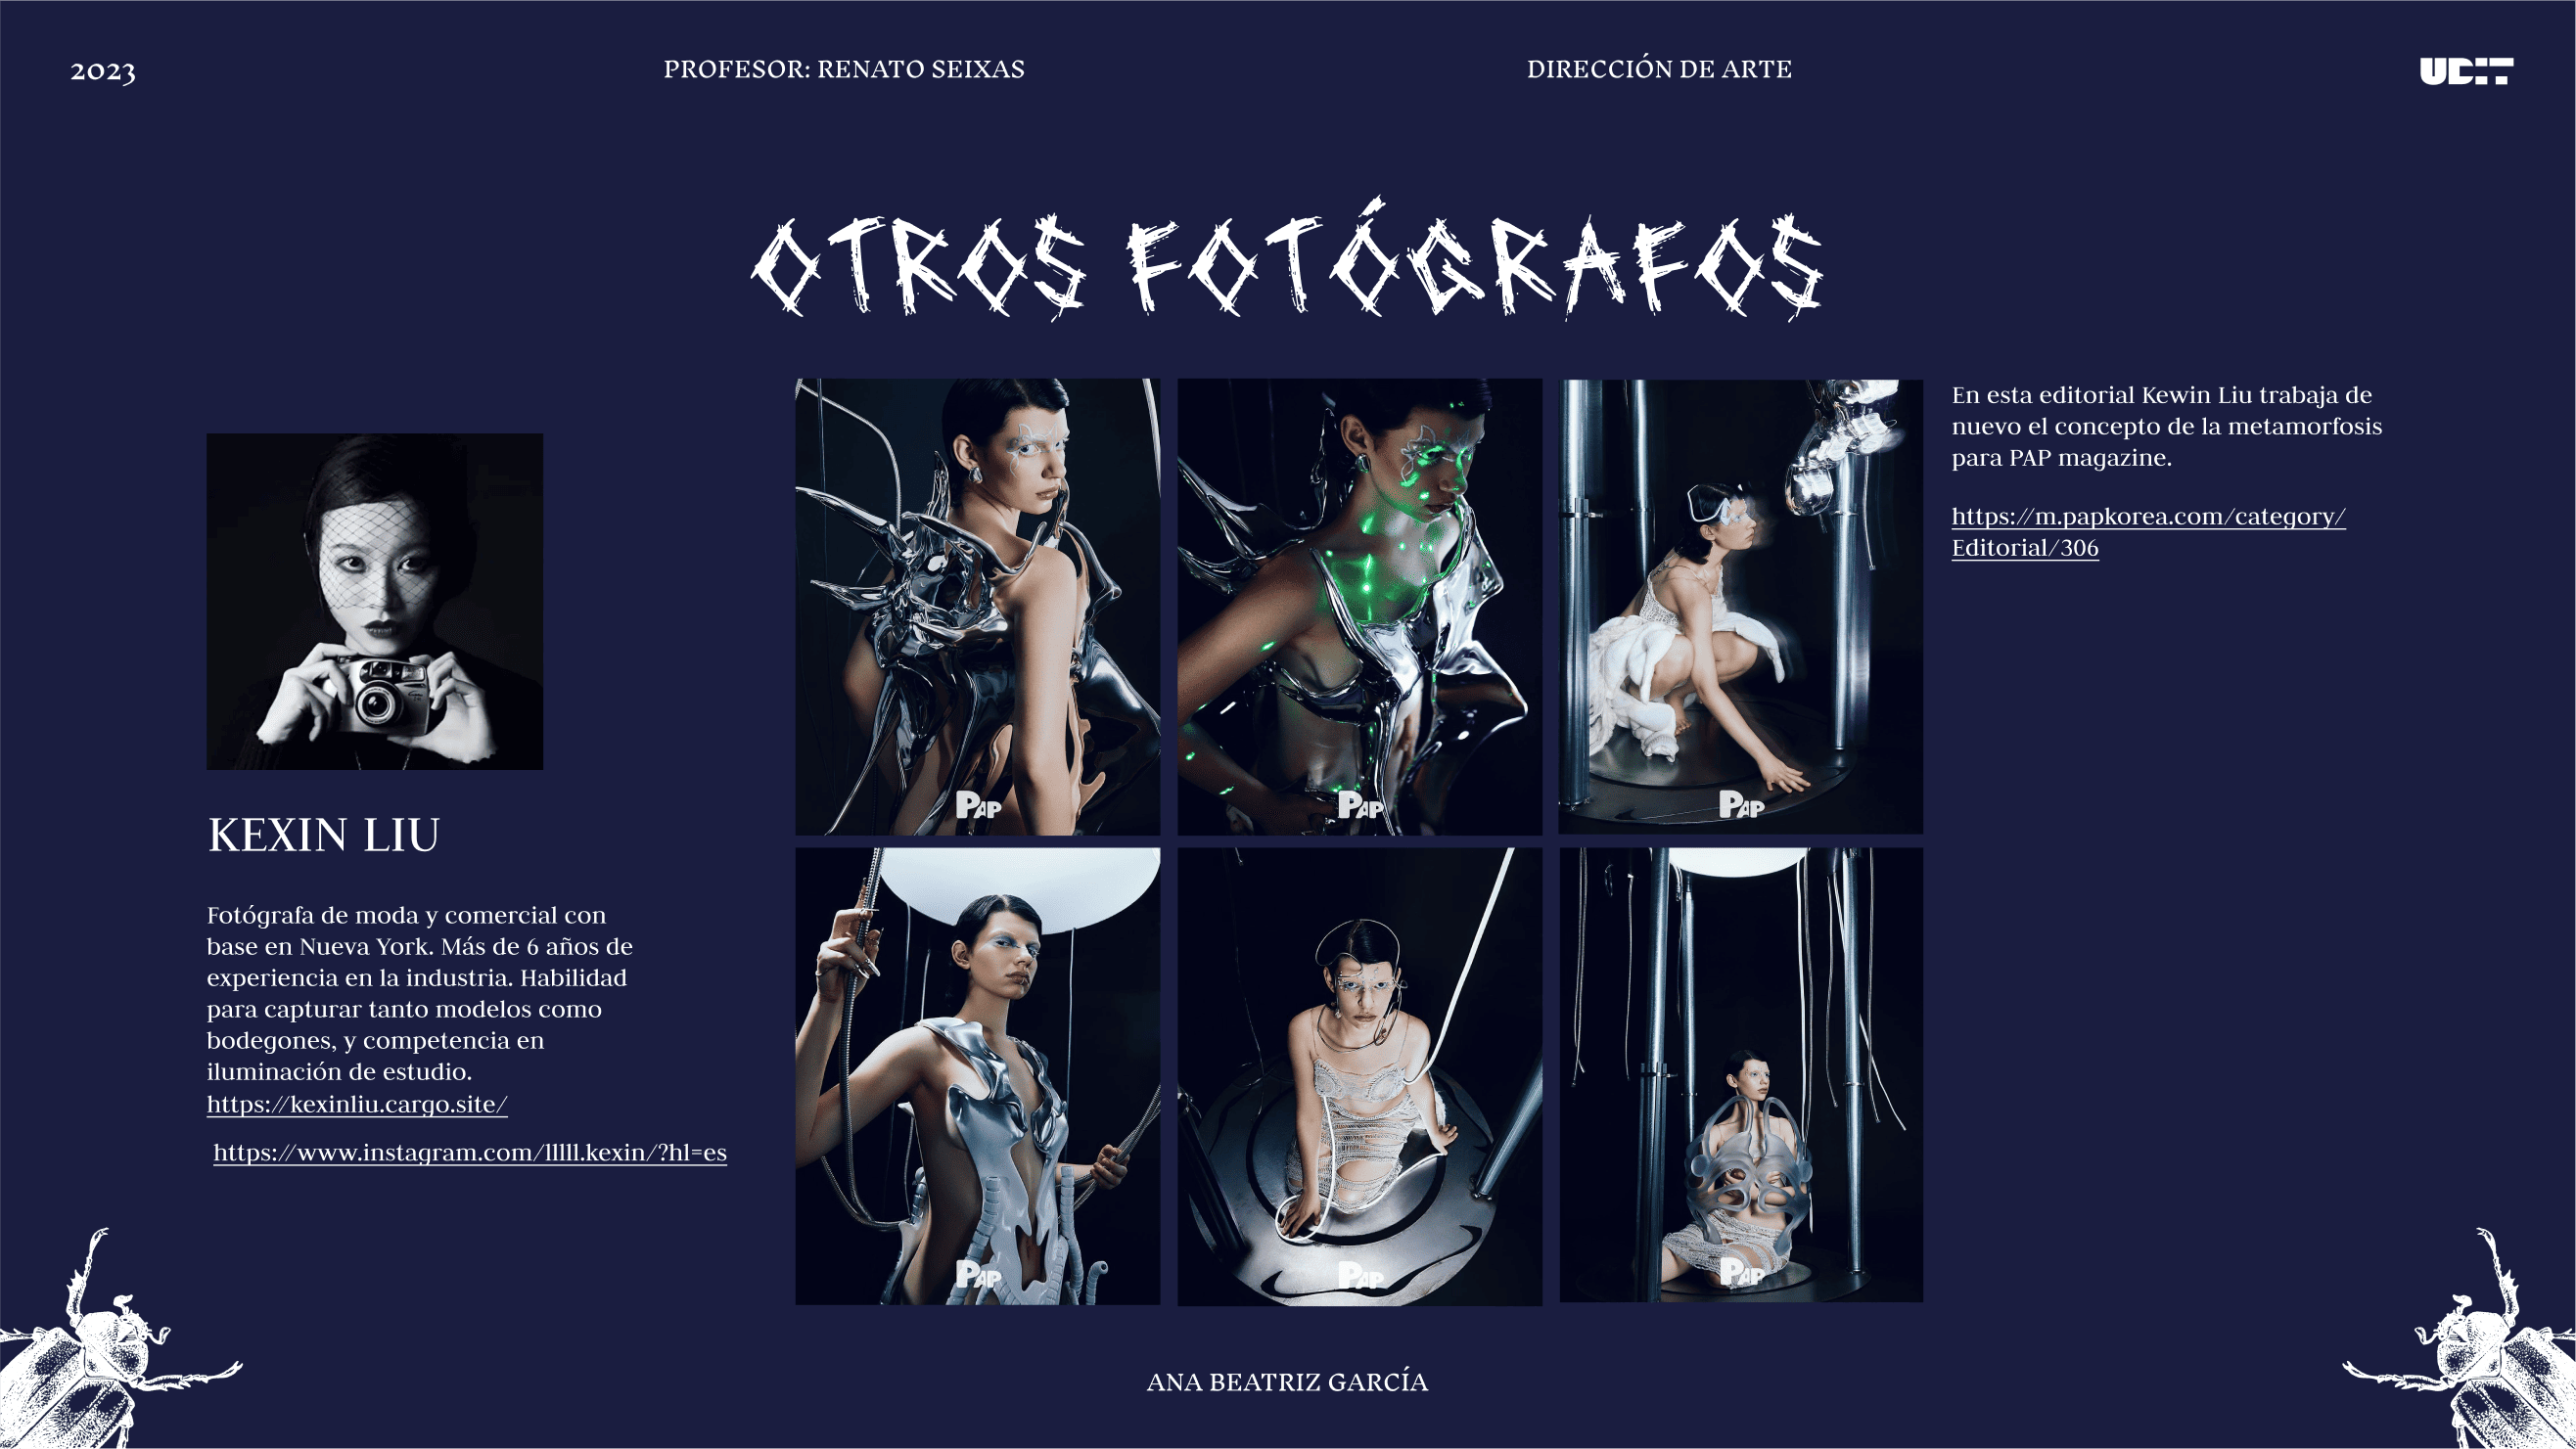 2023
PROFESOR: RENATO SEIXAS
DIRECCIÓN DE ARTE
UDIT
OTROS FOTÓGRAFOS
KEXIN LIU
Fotógrafa de moda y comercial con
base en Nueva York. Más de 6 años de
experiencia en la industria. Habilidad
para capturar tanto modelos como
bodegones, y competencia en
iluminación de estudio.
https://kexinliu.cargo.site/
https://www.instagram.com/lllll.kexin/?hl=es
PAP
PAP
PAP
PAP
PAP
PAP
En esta editorial Kewin Liu trabaja de
nuevo el concepto de la metamorfosis
para PAP magazine.
https://m.papkorea.com/category/
Editorial/306
ANA BEATRIZ GARCÍA